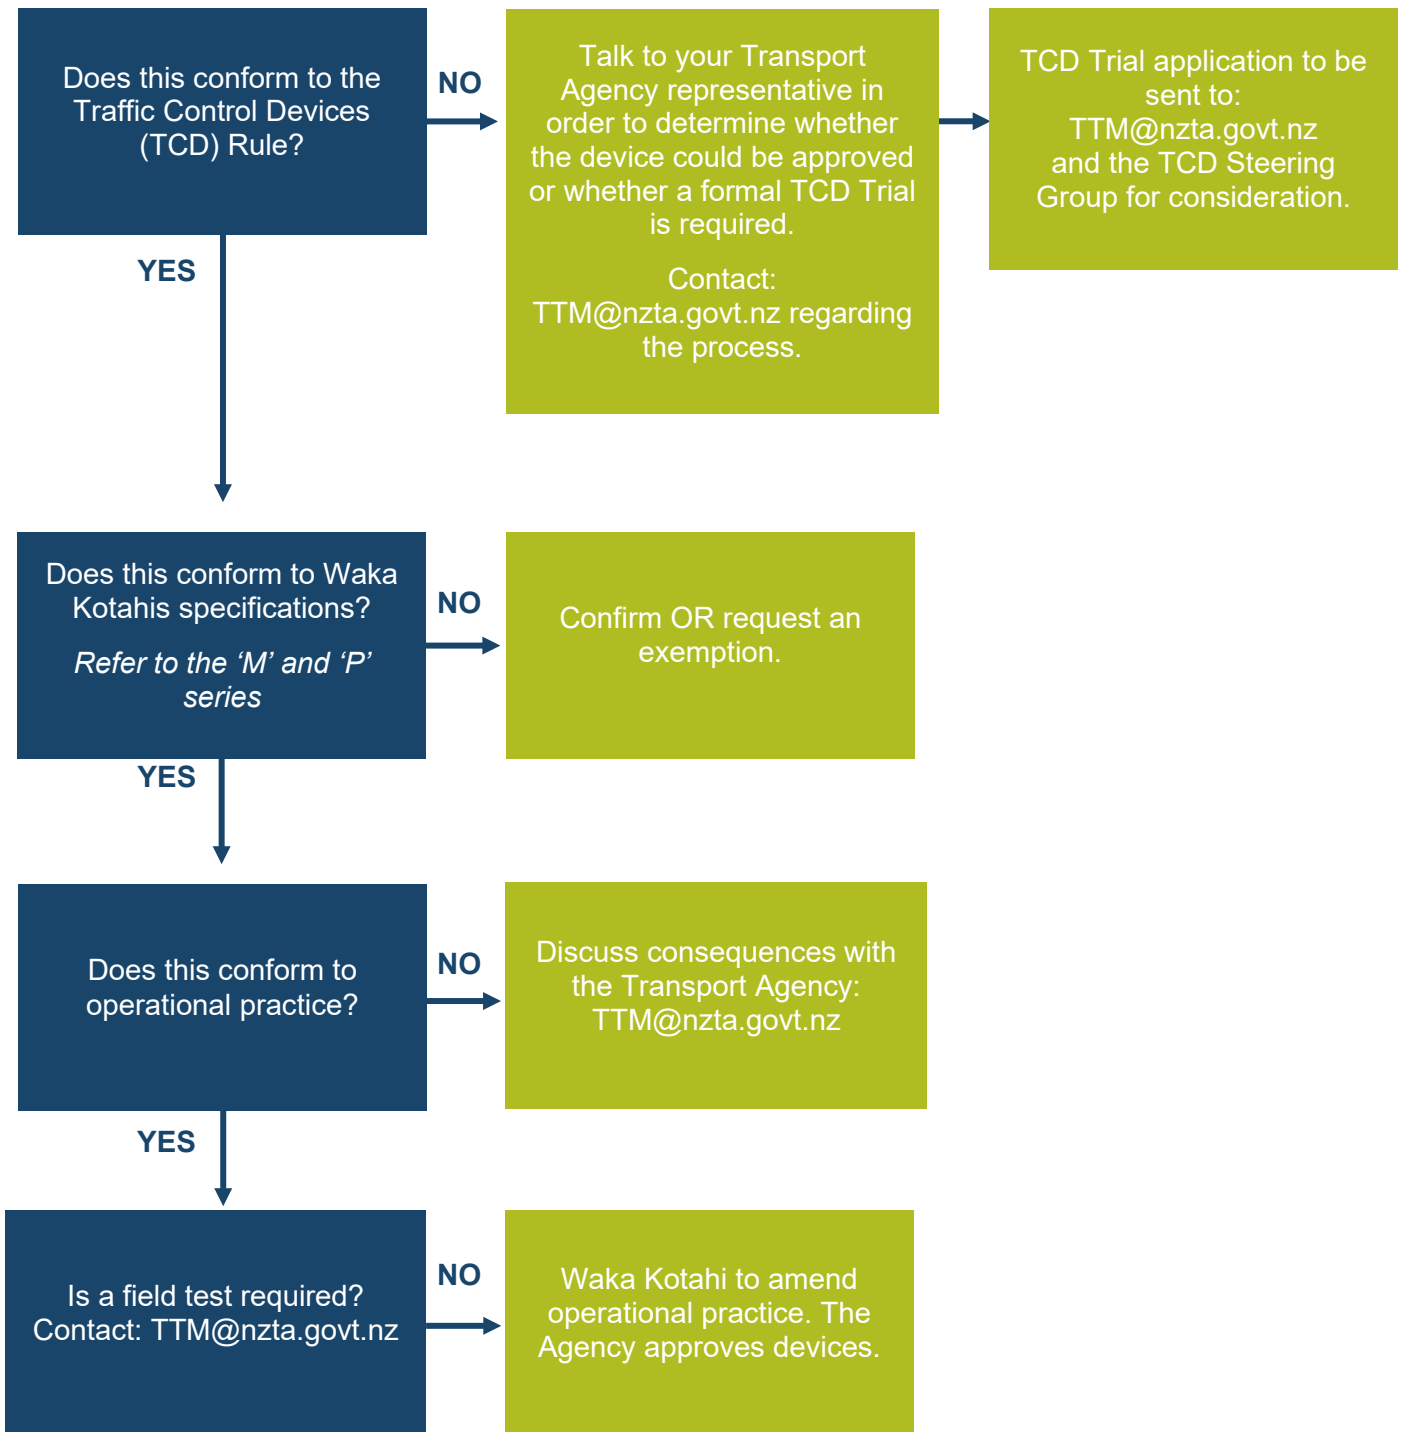 Does this conform to the
Traffic Control Devices
(TCD) Rule?
NO
Talk to your Transport
Agency representative in
order to determine whether
the device could be approved
or whether a formal TCD Trial
is required.
Contact:
TTM@nzta.govt.nz regarding
the process.
TCD Trial application to be
sent to:
TTM@nzta.govt.nz
and the TCD Steering
Group for consideration.
YES
Does this conform to Waka
Kotahis specifications?
Refer to the ‘M’ and ‘P’
series
NO
Confirm OR request an
exemption.
YES
Does this conform to
operational practice?
NO
Discuss consequences with
the Transport Agency:
TTM@nzta.govt.nz
YES
Is a field test required?
Contact: TTM@nzta.govt.nz
NO
Waka Kotahi to amend
operational practice. The
Agency approves devices.